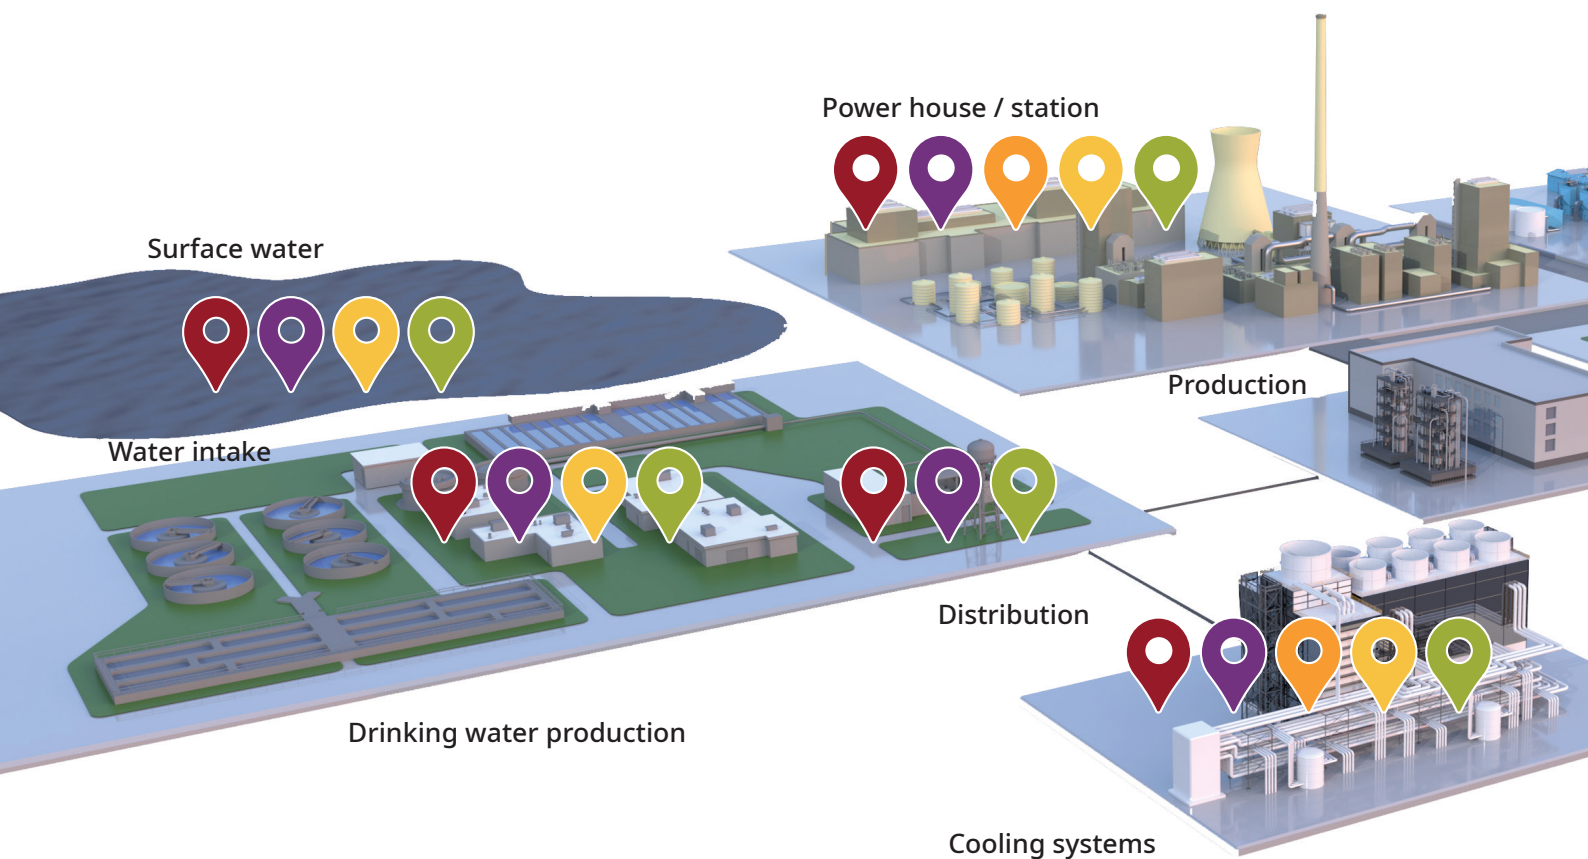 Power house / station
Surface water
Production
Water intake
Distribution
Drinking water production
Cooling systems